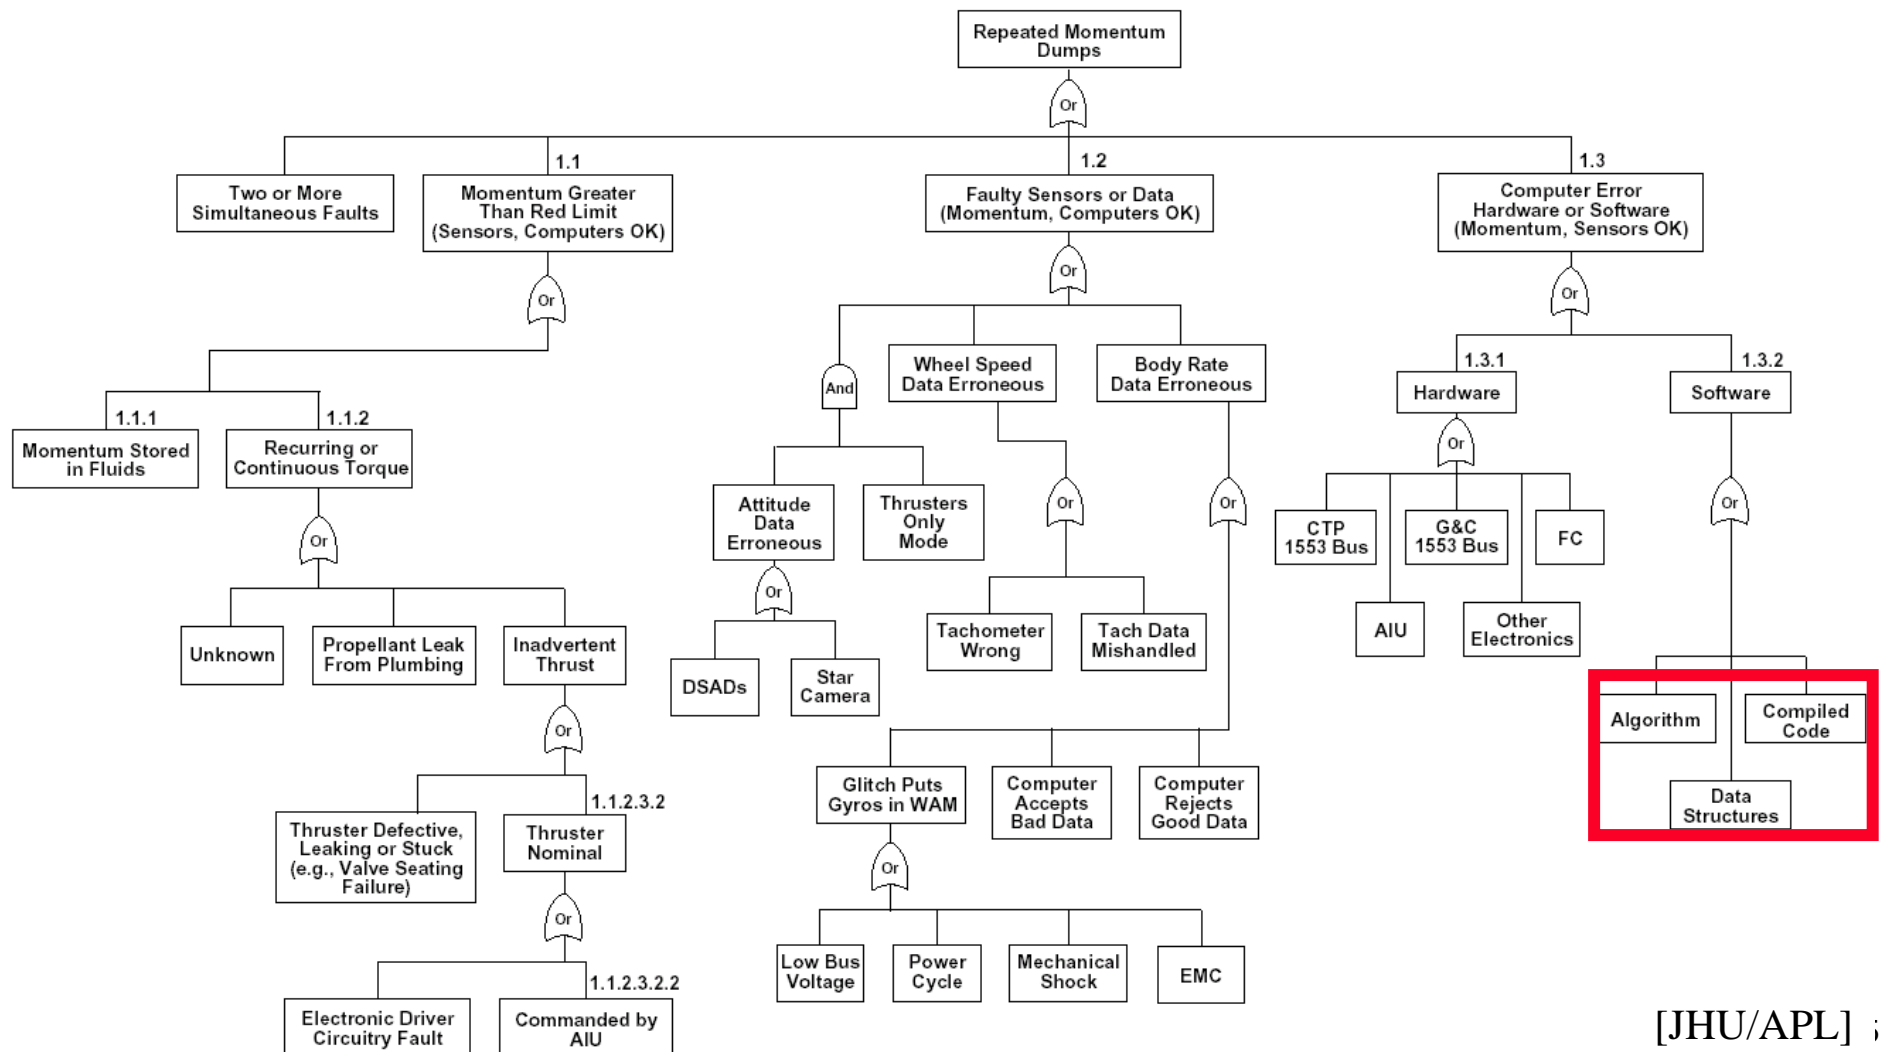 Repeated Momentum
Dumps
Or
1.1
1.2
1.3
Two or More
Simultaneous Faults
Momentum Greater
Than Red Limit
(Sensors, Computers OK)
Faulty Sensors or Data
(Momentum, Computers OK)
Computer Error
Hardware or Software
(Momentum, Sensors OK)
Or
Or
Or
1.1.1
1.1.2
Momentum Stored
in Fluids
Recurring or
Continuous Torque
And
Wheel Speed
Data Erroneous
Body Rate
Data Erroneous
1.3.1
Hardware
1.3.2
Software
Or
Or
Attitude
Data
Erroneous
Thrusters
Only
Mode
Or
Or
Or
CTP
1553 Bus
G&C
1553 Bus
FC
AIU
Other
Electronics
Or
Unknown
Propellant Leak
From Plumbing
Inadvertent
Thrust
DSADs
Star
Camera
Tachometer
Wrong
Tach Data
Mishandled
Algorithm
Compiled
Code
Data
Structures
Or
1.1.2.3.2
Thruster Defective,
Leaking or Stuck
(e.g., Valve Seating
Failure)
Thruster
Nominal
Glitch Puts
Gyros in WAM
Computer
Accepts
Bad Data
Computer
Rejects
Good Data
Or
Or
1.1.2.3.2.2
Electronic Driver
Circuitry Fault
Commanded by
AIU
Low Bus
Voltage
Power
Cycle
Mechanical
Shock
EMC
[JHU/APL]